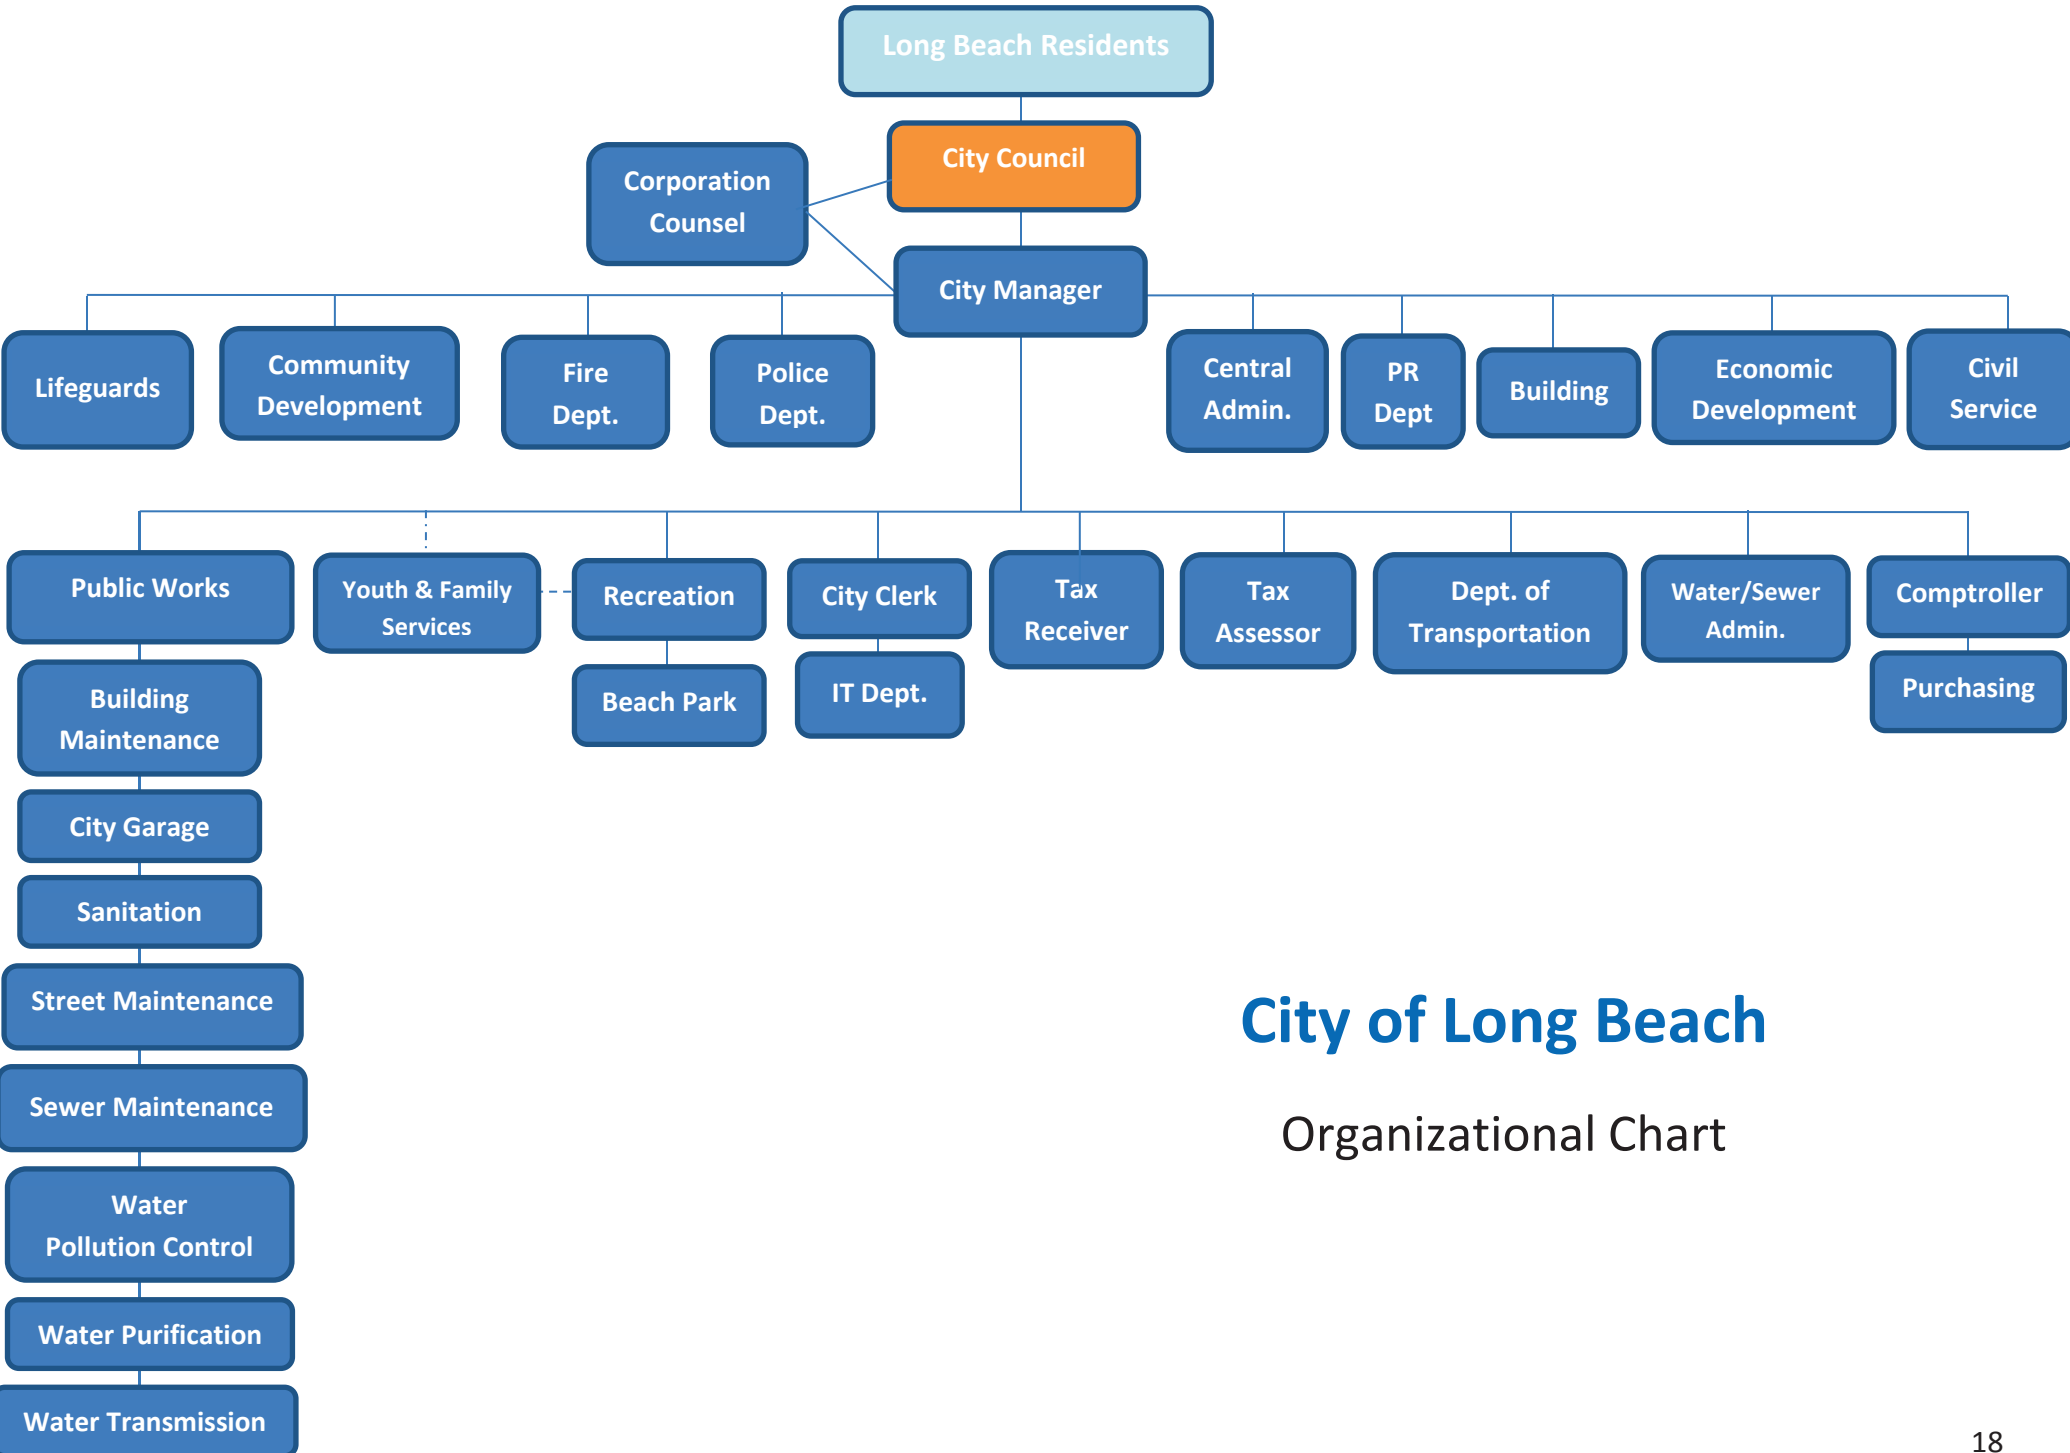 Long Beach Residents
City Council
Corporation
Counsel
City Manager
Lifeguards
Community
Development
Fire
Dept.
Police
Dept.
Central
Admin.
PR
Dept
Building
Economic
Development
Civil
Service
Public Works
Youth & Family
Services
Recreation
City Clerk
Tax
Receiver
Tax
Assessor
Dept. of
Transportation
Water/Sewer
Admin.
Comptroller
Building
Maintenance
Beach Park
IT Dept.
Purchasing
City Garage
Sanitation
Street Maintenance
Sewer Maintenance
Water
Pollution Control
Water Purification
Water Transmission
City of Long Beach
Organizational Chart
18